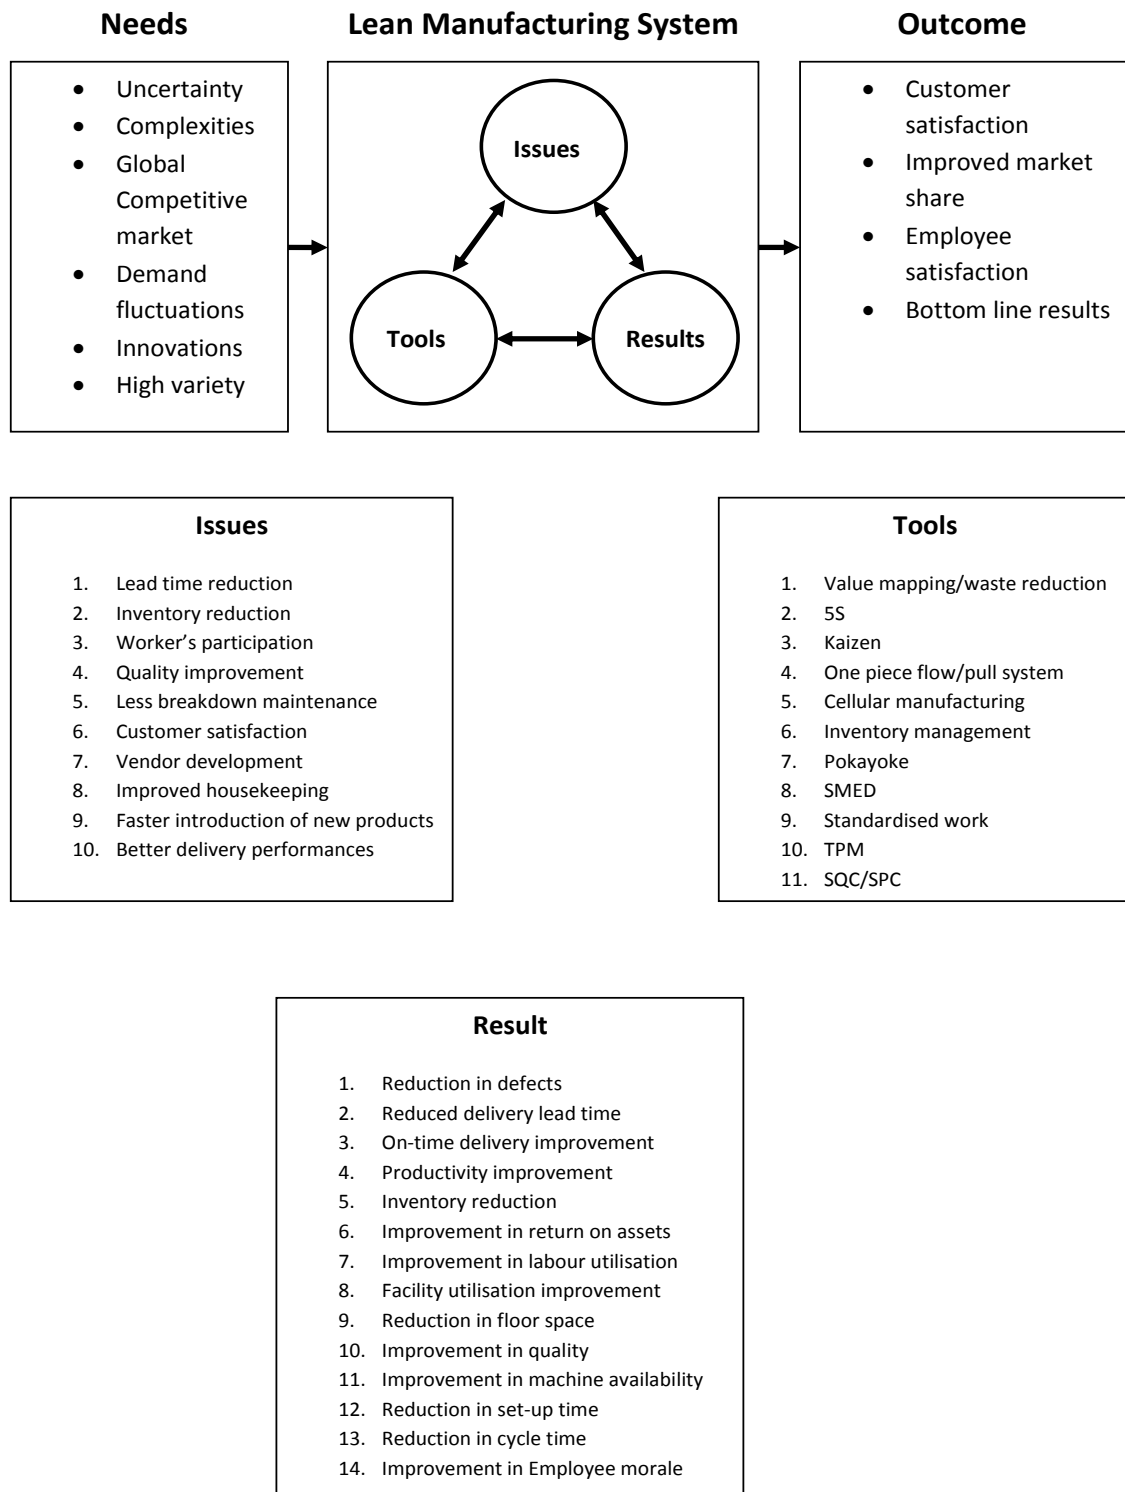 Needs
Lean Manufacturing System
Outcome
• Uncertainty
• Complexities
• Global
Competitive
market
• Demand
fluctuations
• Innovations
• High variety
Issues
Tools
Results
• Customer
satisfaction
• Improved market
share
• Employee
satisfaction
• Bottom line results
Issues
1. Lead time reduction
2. Inventory reduction
3. Worker’s participation
4. Quality improvement
5. Less breakdown maintenance
6. Customer satisfaction
7. Vendor development
8. Improved housekeeping
9. Faster introduction of new products
10. Better delivery performances
Tools
1. Value mapping/waste reduction
2. 5S
3. Kaizen
4. One piece flow/pull system
5. Cellular manufacturing
6. Inventory management
7. Pokayoke
8. SMED
9. Standardised work
10. TPM
11. SQC/SPC
Result
1. Reduction in defects
2. Reduced delivery lead time
3. On-time delivery improvement
4. Productivity improvement
5. Inventory reduction
6. Improvement in return on assets
7. Improvement in labour utilisation
8. Facility utilisation improvement
9. Reduction in floor space
10. Improvement in quality
11. Improvement in machine availability
12. Reduction in set-up time
13. Reduction in cycle time
14. Improvement in Employee morale